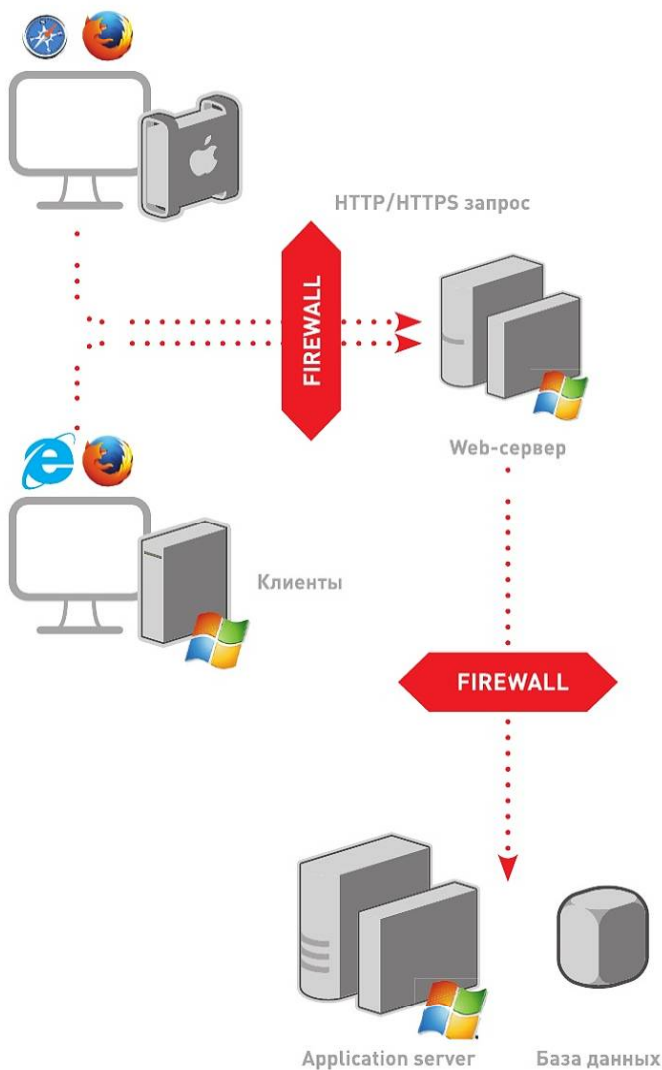 HTTP/HTTPS запрос
FIREWALL
Web-сервер
Клиенты
FIREWALL
Application server
База данных